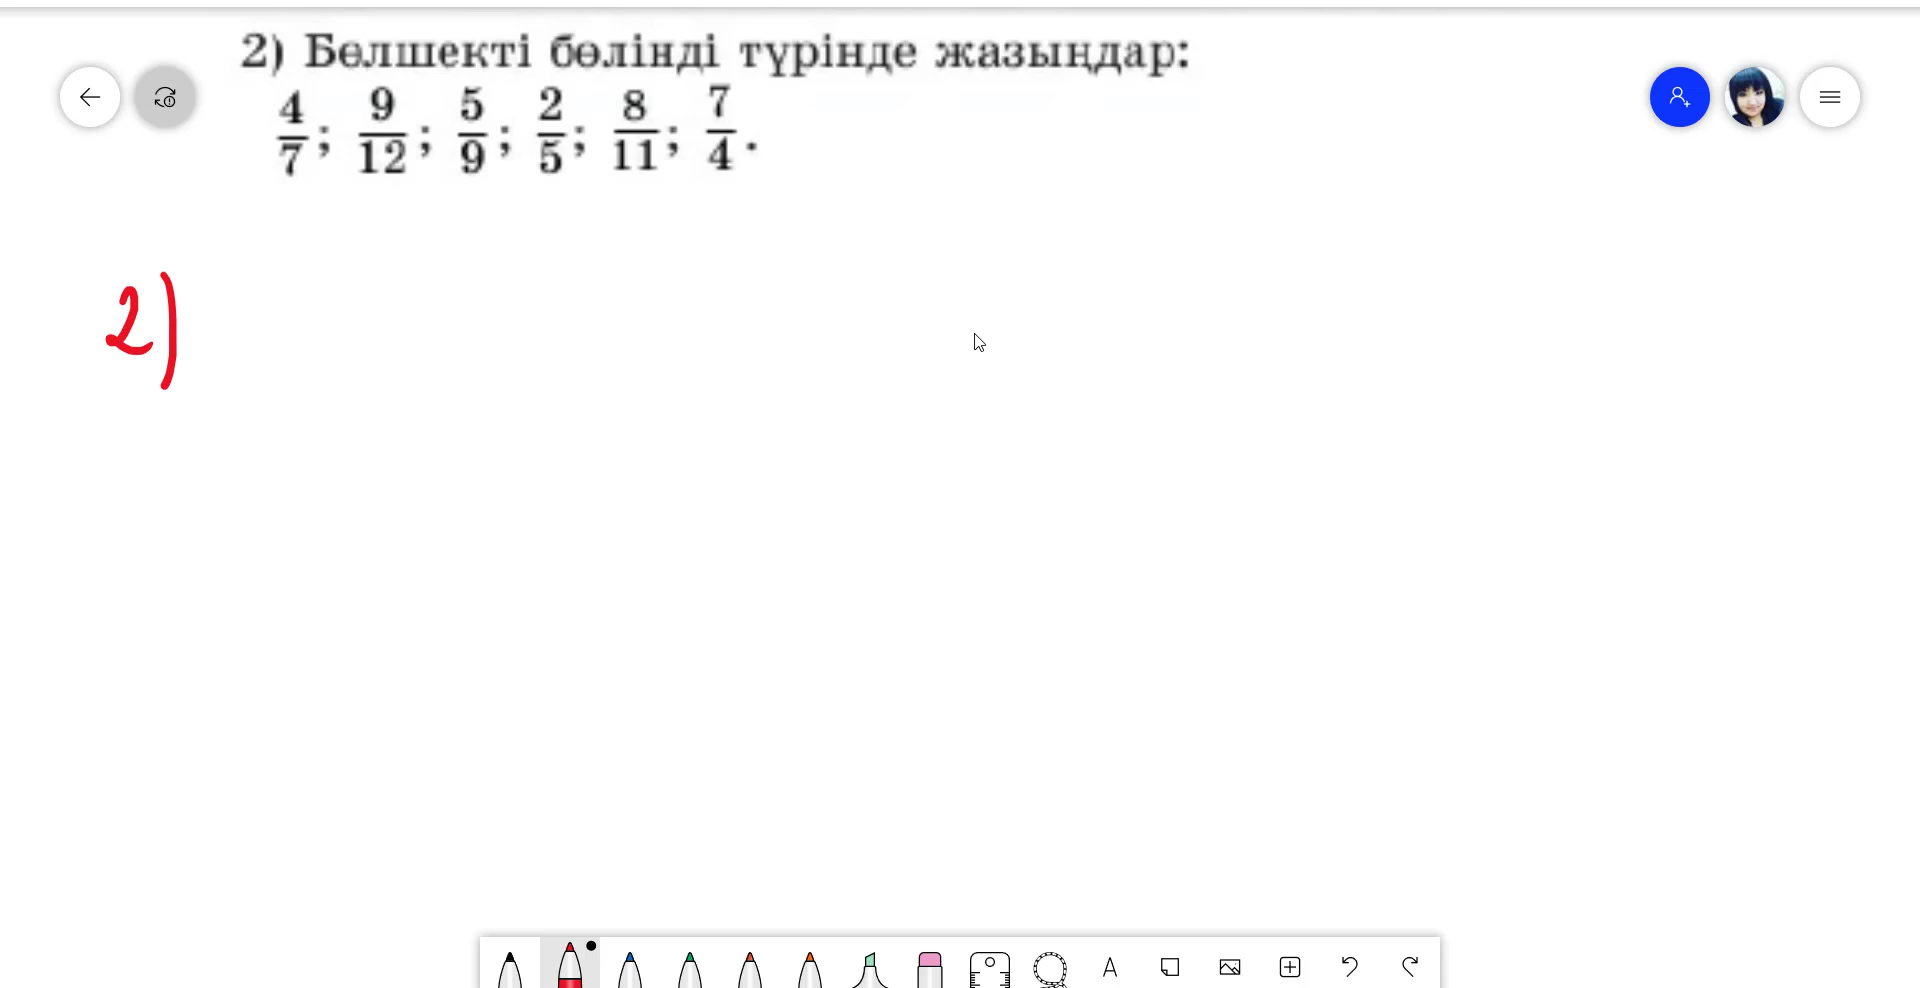 2) Бөлшекті бөлінді түрінде жазыңдар:
4/7; 9/12; 5/9; 2/5; 8/11; 7/4.
2)